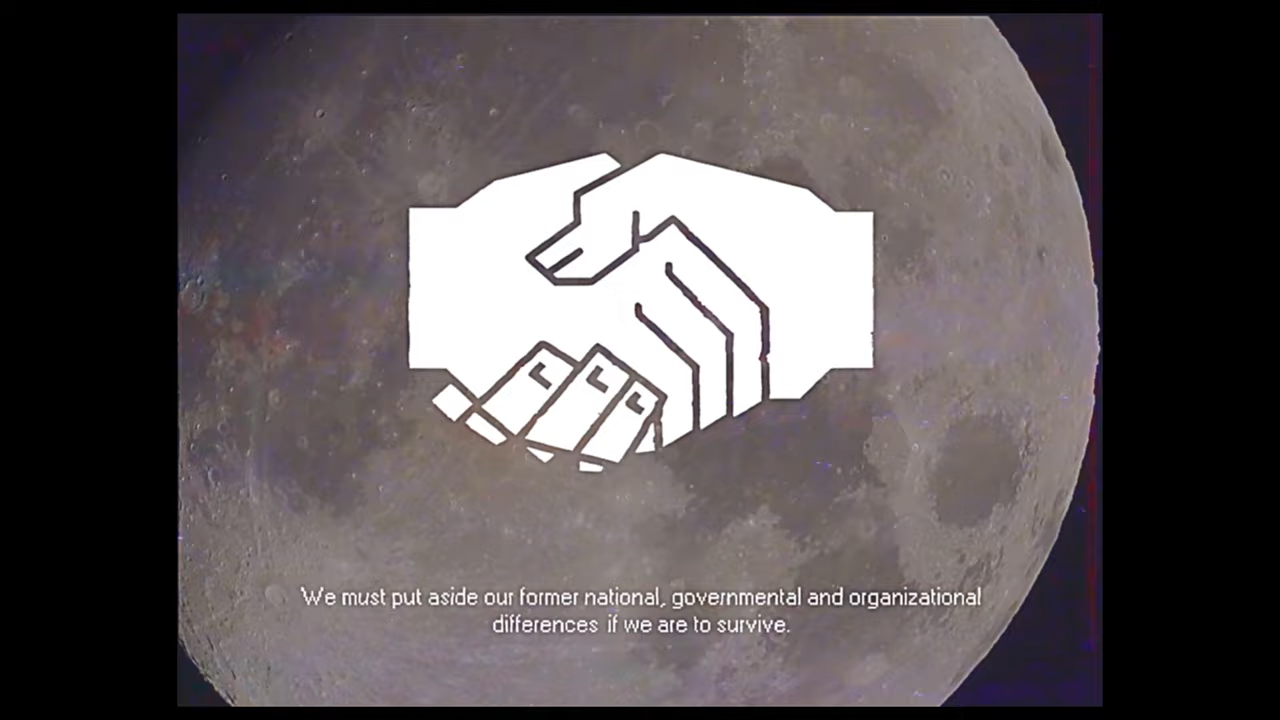 We must put aside our former national, governmental and organizational
differences if we are to survive.